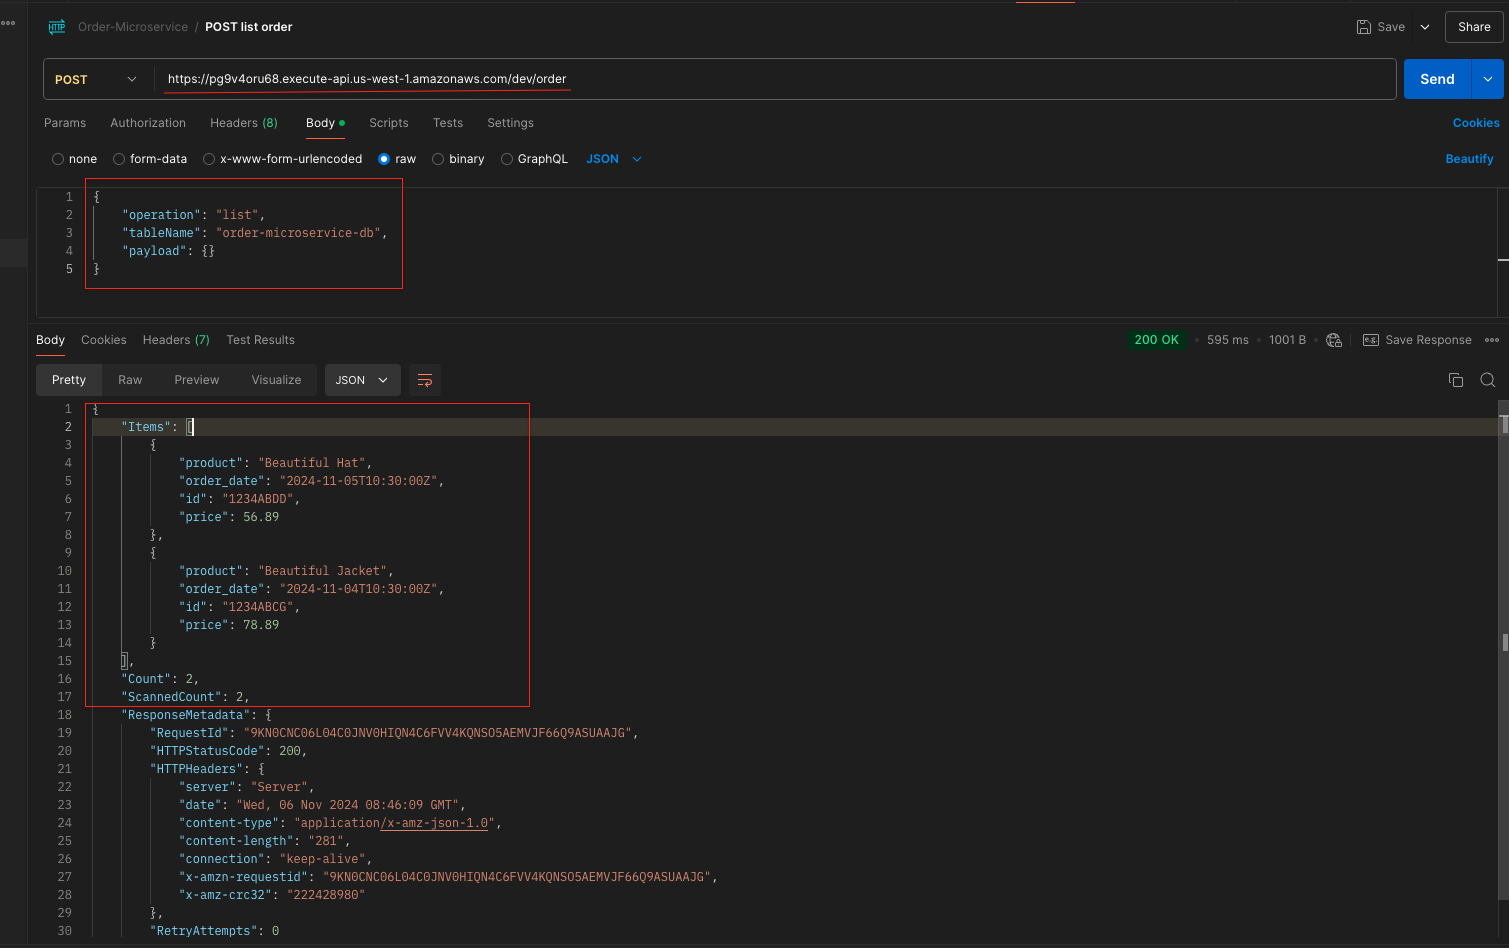 Order-Microservice / POST list order
Save
Share
POST
https://pg9v4oru68.execute-api.us-west-1.amazonaws.com/dev/order
Send
Params Authorization Headers (8) Body Scripts Tests Settings
Cookies
none form-data x-www-form-urlencoded raw binary GraphQL JSON
Beautify
1 {
2 "operation": "list",
3 "tableName": "order-microservice-db",
4 "payload": {}
5 }
Body Cookies Headers (7) Test Results
200 OK • 595 ms • 1001 B • e.g. Save Response
Pretty Raw Preview Visualize JSON
1 {
2 "Items": [
3 {
4 "product": "Beautiful Hat",
5 "order_date": "2024-11-05T10:30:00Z",
6 "id": "1234ABDD",
7 "price": 56.89
8 },
9 {
10 "product": "Beautiful Jacket",
11 "order_date": "2024-11-04T10:30:00Z",
12 "id": "1234ABCG",
13 "price": 78.89
14 }
15 ],
16 "Count": 2,
17 "ScannedCount": 2,
18 "ResponseMetadata": {
19 "RequestId": "9KN0CNC06L04C0JNV0HIQN4C6FVV4KQNSO5AEMVJF66Q9ASUAAJG",
20 "HTTPStatusCode": 200,
21 "HTTPHeaders": {
22 "server": "Server",
23 "date": "Wed, 06 Nov 2024 08:46:09 GMT",
24 "content-type": "application/x-amz-json-1.0",
25 "content-length": "281",
26 "connection": "keep-alive",
27 "x-amzn-requestid": "9KN0CNC06L04C0JNV0HIQN4C6FVV4KQNSO5AEMVJF66Q9ASUAAJG",
28 "x-amz-crc32": "222428980"
29 },
30 "RetryAttempts": 0